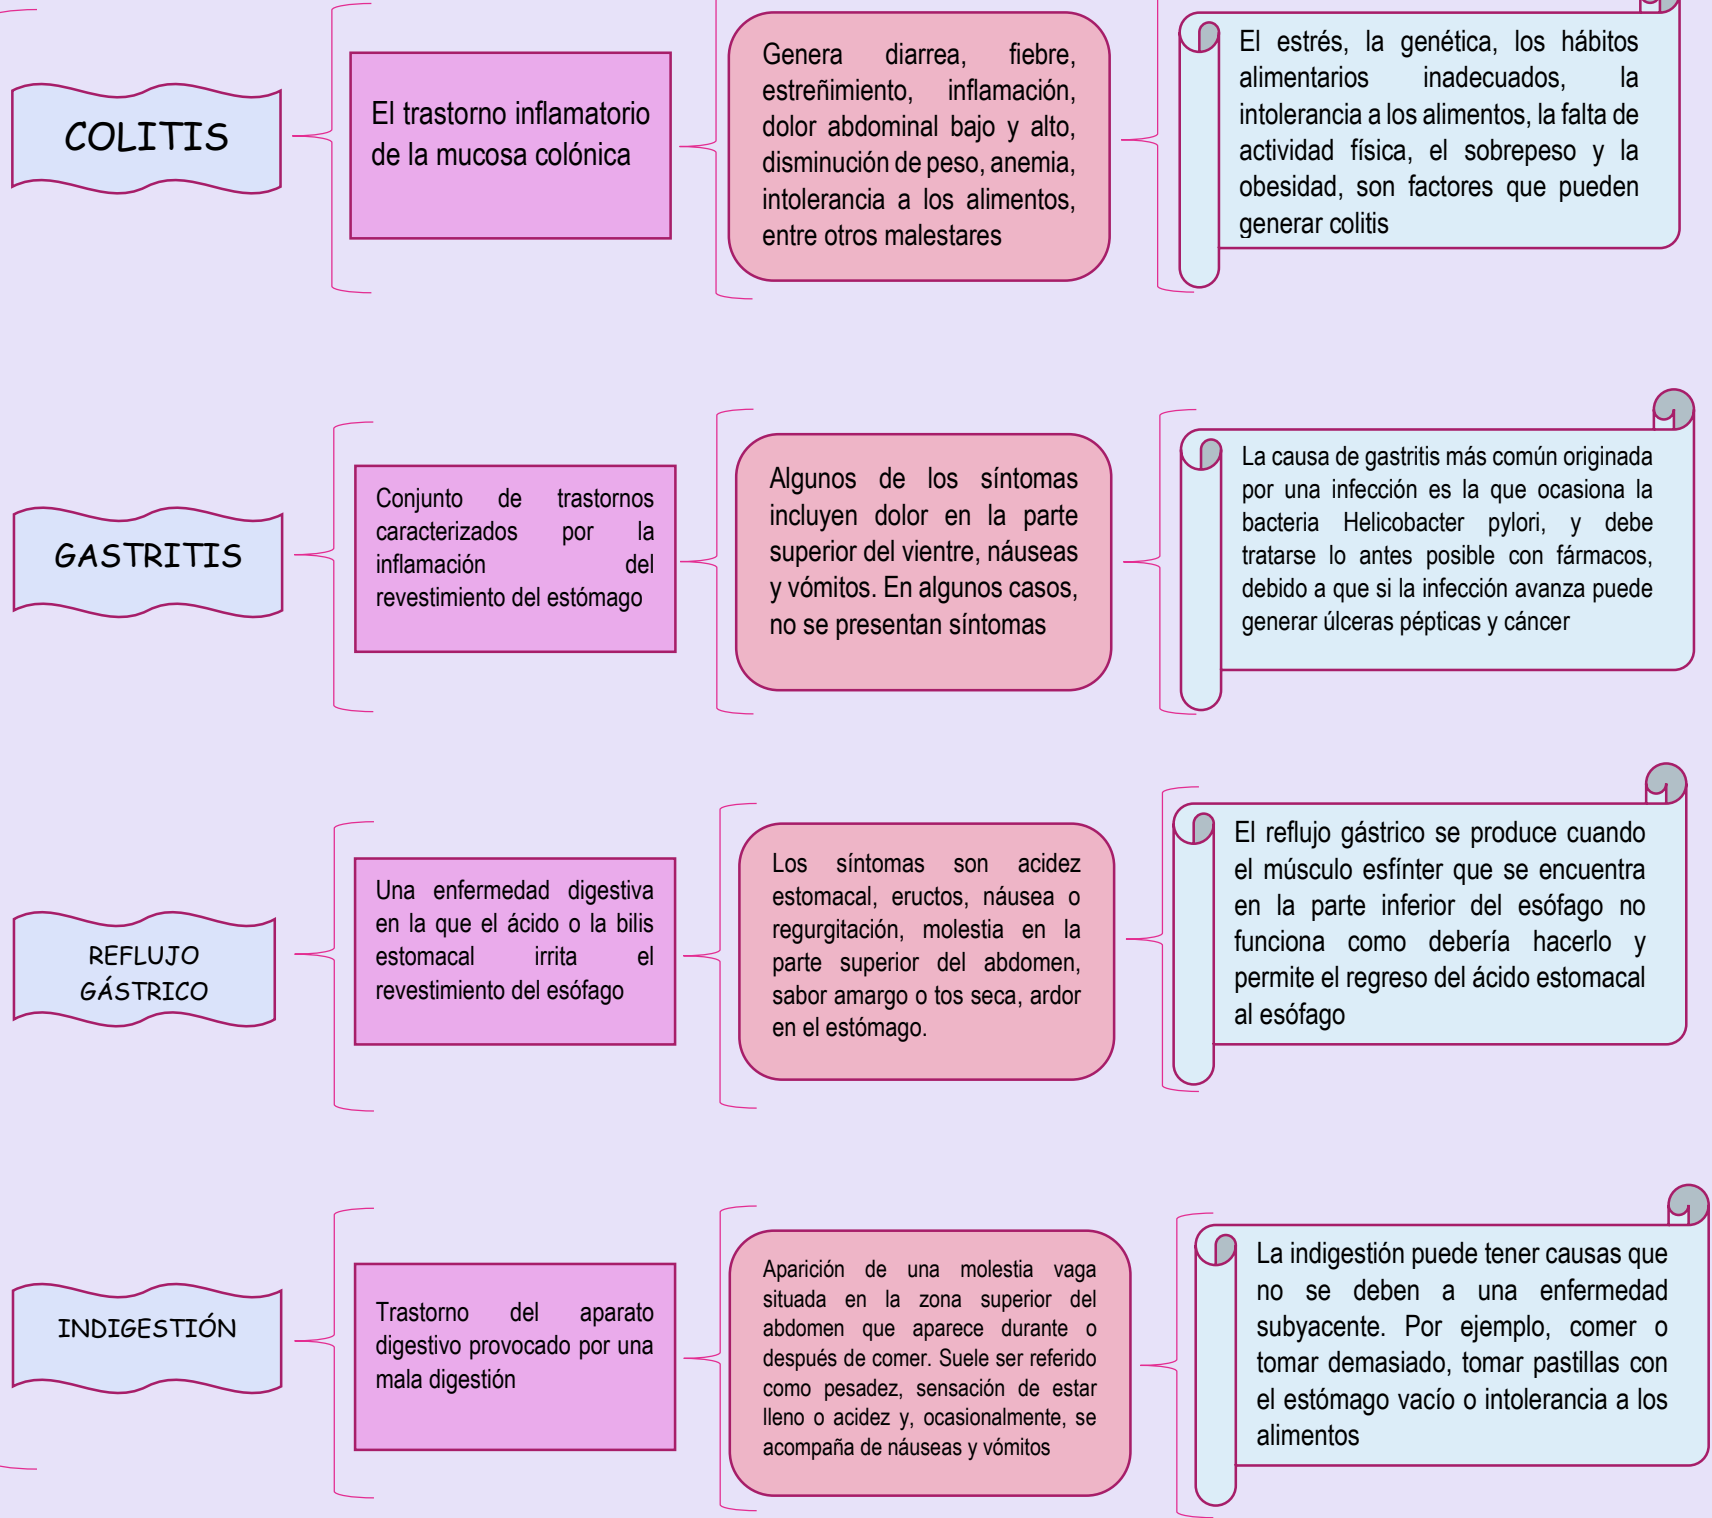 COLITIS
El trastorno inflamatorio
de la mucosa colónica
Genera diarrea, fiebre,
estreñimiento, inflamación,
dolor abdominal bajo y alto,
disminución de peso, anemia,
intolerancia a los alimentos,
entre otros malestares
El estrés, la genética, los hábitos
alimentarios inadecuados, la
intolerancia a los alimentos, la falta de
actividad física, el sobrepeso y la
obesidad, son factores que pueden
generar colitis
GASTRITIS
Conjunto de trastornos
caracterizados por la
inflamación del
revestimiento del estómago
Algunos de los síntomas
incluyen dolor en la parte
superior del vientre, náuseas
y vómitos. En algunos casos,
no se presentan síntomas
La causa de gastritis más común originada
por una infección es la que ocasiona la
bacteria Helicobacter pylori, y debe
tratarse lo antes posible con fármacos,
debido a que si la infección avanza puede
generar úlceras pépticas y cáncer
REFLUJO
GÁSTRICO
Una enfermedad digestiva
en la que el ácido o la bilis
estomacal irrita el
revestimiento del esófago
Los síntomas son acidez
estomacal, eructos, náusea o
regurgitación, molestia en la
parte superior del abdomen,
sabor amargo o tos seca, ardor
en el estómago.
El reflujo gástrico se produce cuando
el músculo esfínter que se encuentra
en la parte inferior del esófago no
funciona como debería hacerlo y
permite el regreso del ácido estomacal
al esófago
INDIGESTIÓN
Trastorno del aparato
digestivo provocado por una
mala digestión
Aparición de una molestia vaga
situada en la zona superior del
abdomen que aparece durante o
después de comer. Suele ser referido
como pesadez, sensación de estar
lleno o acidez y, ocasionalmente, se
acompaña de náuseas y vómitos
La indigestión puede tener causas que
no se deben a una enfermedad
subyacente. Por ejemplo, comer o
tomar demasiado, tomar pastillas con
el estómago vacío o intolerancia a los
alimentos